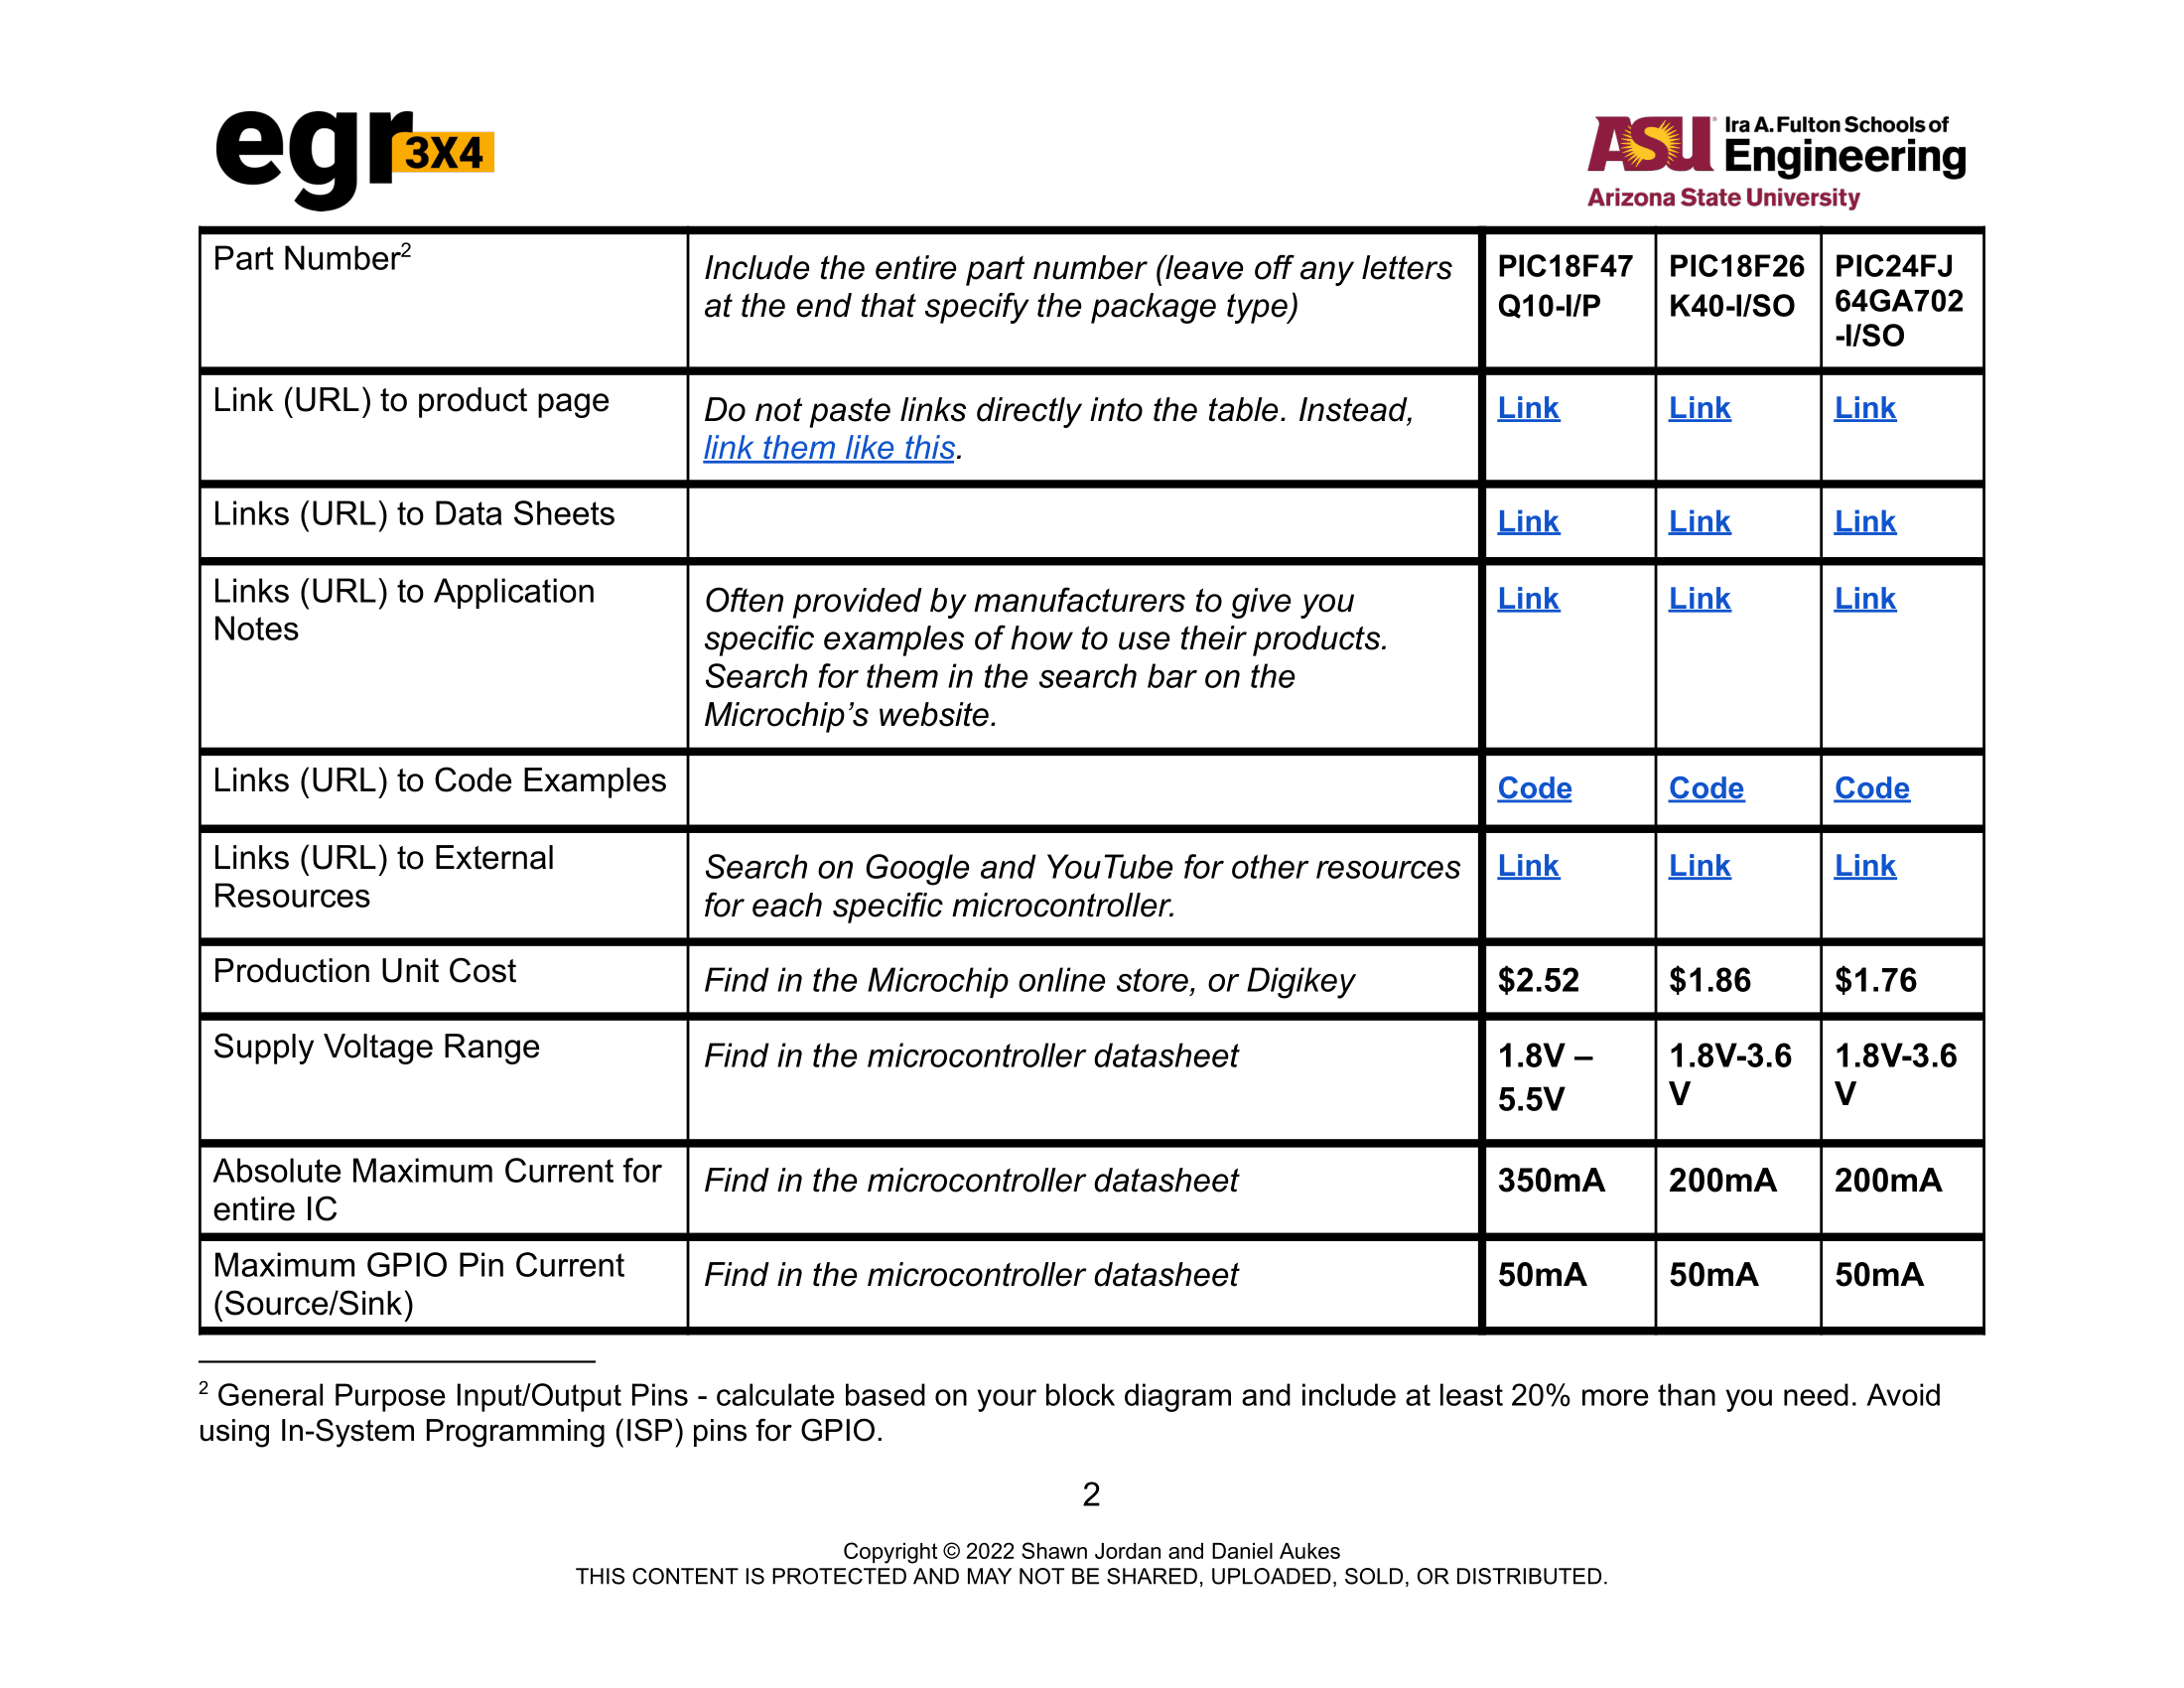 egr 3X4
ASU Ira A. Fulton Schools of
Engineering
Arizona State University
Part Number2
Include the entire part number (leave off any letters
at the end that specify the package type)
PIC18F47
Q10-I/P
PIC18F26
K40-I/SO
PIC24FJ
64GA702
-I/SO
Link (URL) to product page
Do not paste links directly into the table. Instead,
link them like this.
Link
Link
Link
Links (URL) to Data Sheets
Link
Link
Link
Links (URL) to Application
Notes
Often provided by manufacturers to give you
specific examples of how to use their products.
Search for them in the search bar on the
Microchip’s website.
Link
Link
Link
Links (URL) to Code Examples
Code
Code
Code
Links (URL) to External
Resources
Search on Google and YouTube for other resources
for each specific microcontroller.
Link
Link
Link
Production Unit Cost
Find in the Microchip online store, or Digikey
$2.52
$1.86
$1.76
Supply Voltage Range
Find in the microcontroller datasheet
1.8V –
5.5V
1.8V-3.6
V
1.8V-3.6
V
Absolute Maximum Current for
entire IC
Find in the microcontroller datasheet
350mA
200mA
200mA
Maximum GPIO Pin Current
(Source/Sink)
Find in the microcontroller datasheet
50mA
50mA
50mA
2 General Purpose Input/Output Pins - calculate based on your block diagram and include at least 20% more than you need. Avoid
using In-System Programming (ISP) pins for GPIO.
2
Copyright © 2022 Shawn Jordan and Daniel Aukes
THIS CONTENT IS PROTECTED AND MAY NOT BE SHARED, UPLOADED, SOLD, OR DISTRIBUTED.